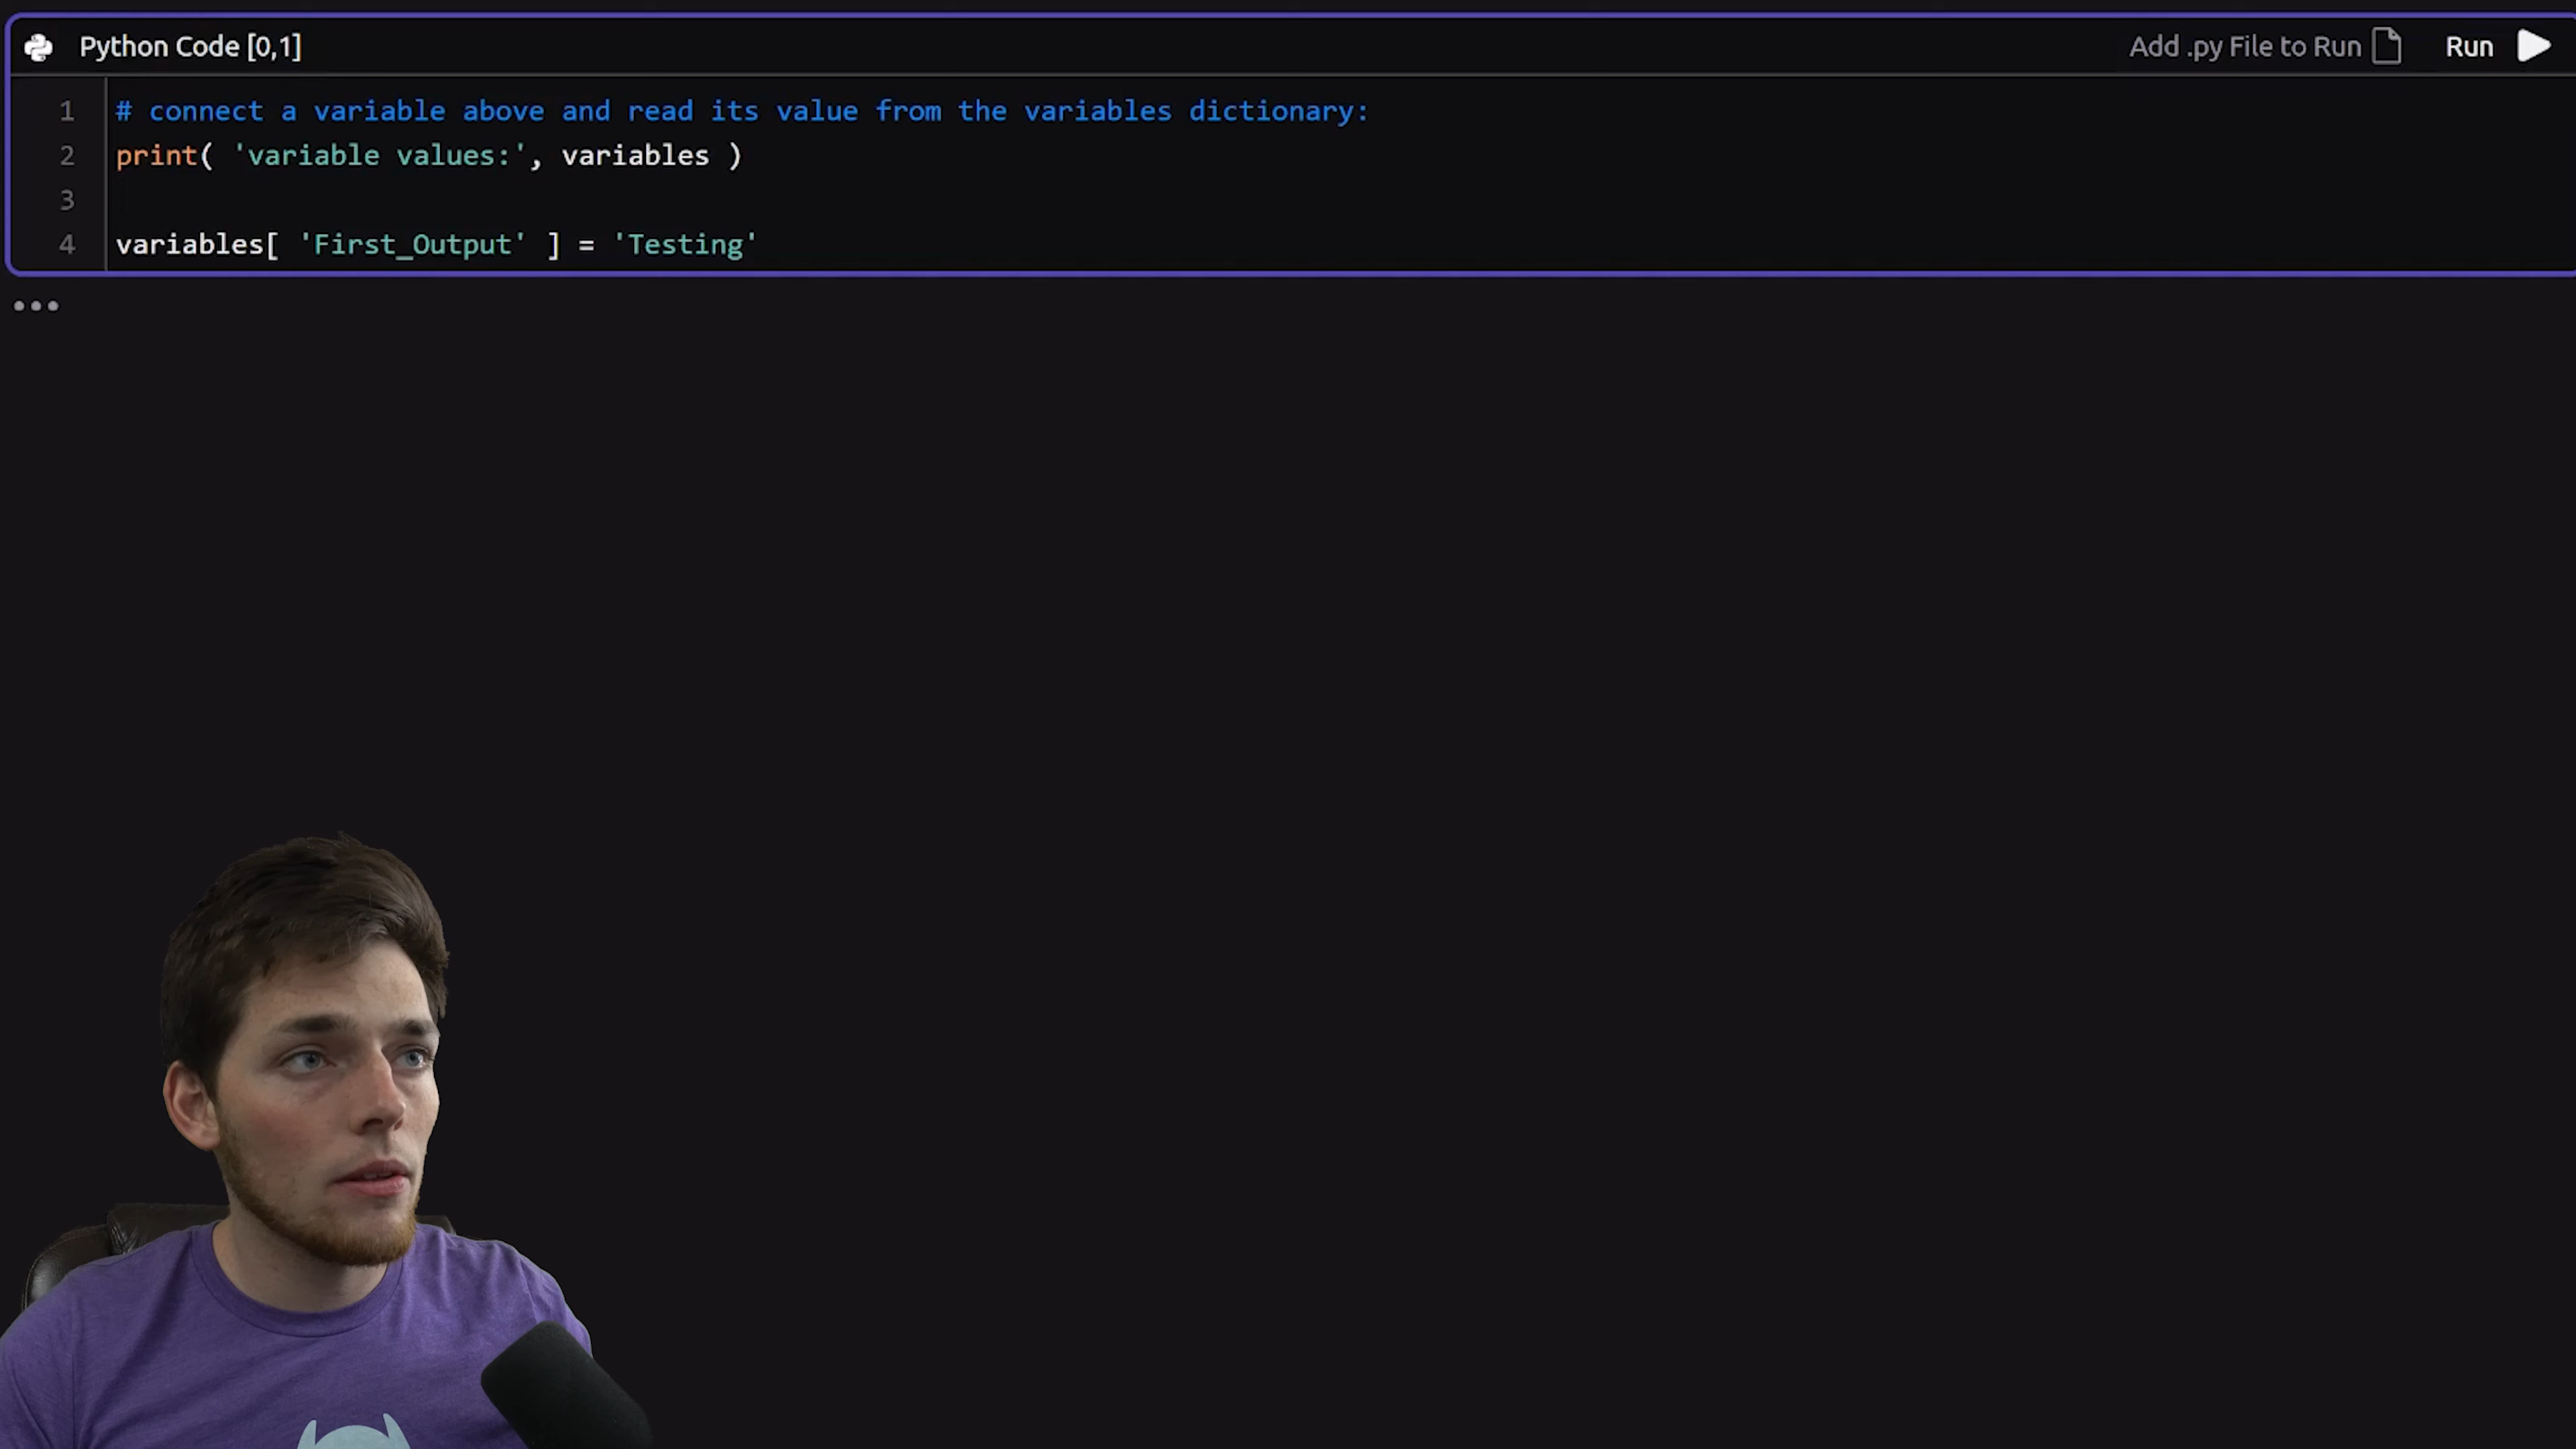 Python Code [0,1]
Add .py File to Run
Run
1 # connect a variable above and read its value from the variables dictionary:
2 print( 'variable values:', variables )
3
4 variables[ 'First_Output' ] = 'Testing'